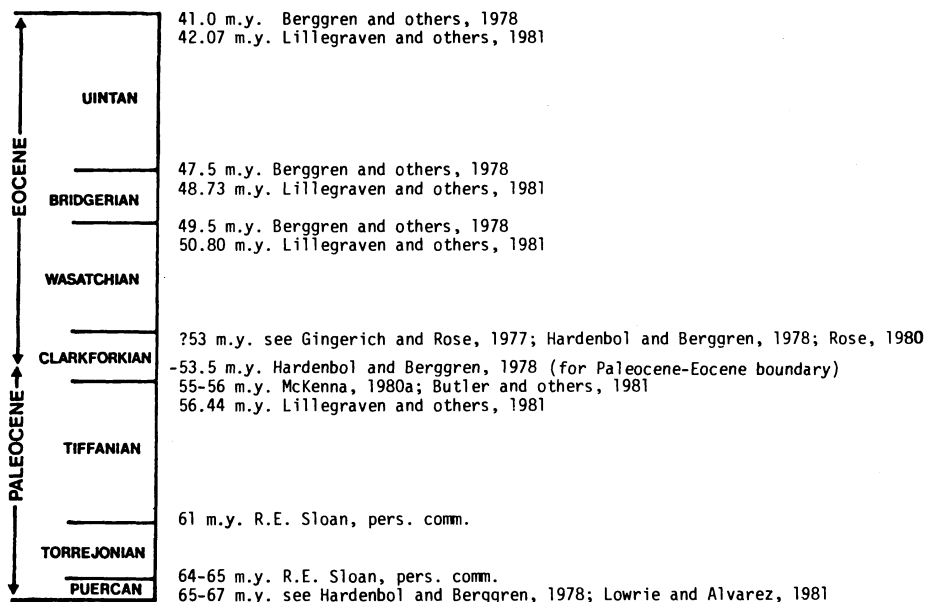 41.0 m.y. Berggren and others, 1978
42.07 m.y. Lillegraven and others, 1981
UINTAN
EOCENE
47.5 m.y. Berggren and others, 1978
48.73 m.y. Lillegraven and others, 1981
BRIDGERIAN
49.5 m.y. Berggren and others, 1978
50.80 m.y. Lillegraven and others, 1981
WASATCHIAN
?53 m.y. see Gingerich and Rose, 1977; Hardenbol and Berggren, 1978; Rose, 1980
CLARKFORKIAN
-53.5 m.y. Hardenbol and Berggren, 1978 (for Paleocene-Eocene boundary)
55-56 m.y. McKenna, 1980a; Butler and others, 1981
56.44 m.y. Lillegraven and others, 1981
PALEOCENE
TIFFANIAN
61 m.y. R.E. Sloan, pers. comm.
TORREJONIAN
64-65 m.y. R.E. Sloan, pers. comm.
PUERCAN
65-67 m.y. see Hardenbol and Berggren, 1978; Lowrie and Alvarez, 1981